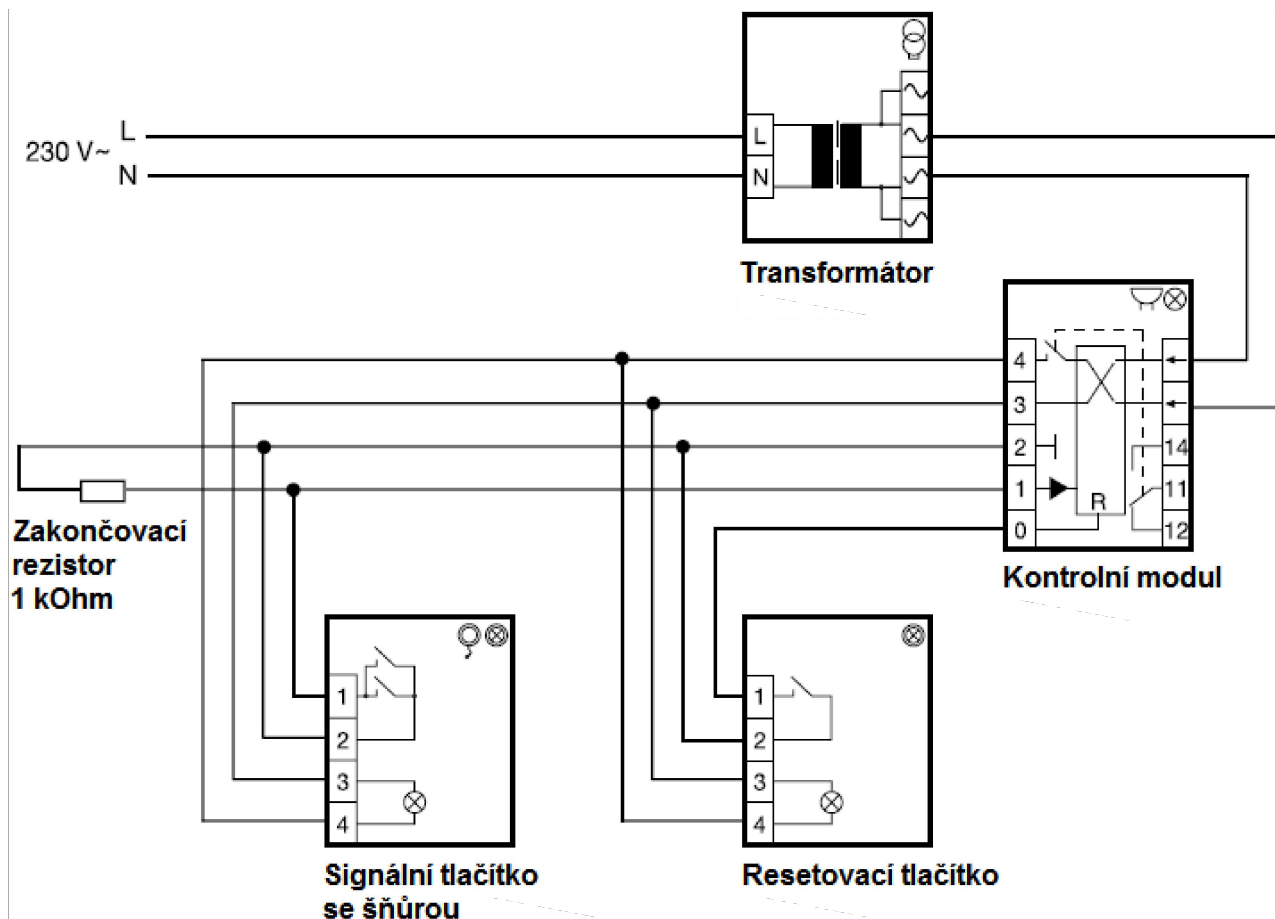 230 V~
L
N
L
N
Transformátor
4
3
2
1
0
R
14
11
12
Kontrolní modul
Zakončovací
rezistor
1 kOhm
1
2
3
4
Signální tlačítko
se šňůrou
1
2
3
4
Resetovací tlačítko